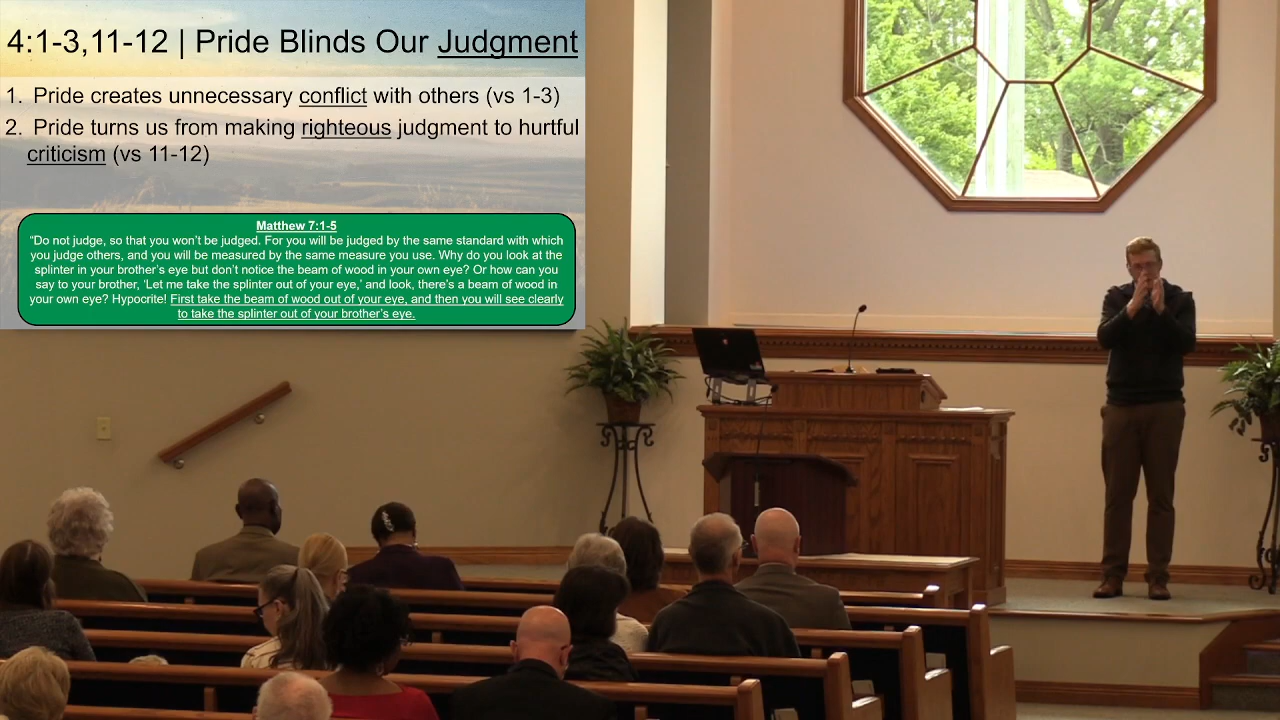 4:1-3,11-12 | Pride Blinds Our Judgment
1. Pride creates unnecessary conflict with others (vs 1-3)
2. Pride turns us from making righteous judgment to hurtful
criticism (vs 11-12)
Matthew 7:1-5
“Do not judge, so that you won’t be judged. For you will be judged by the same standard with which
you judge others, and you will be measured by the same measure you use. Why do you look at the
splinter in your brother’s eye but don’t notice the beam of wood in your own eye? Or how can you
say to your brother, ‘Let me take the splinter out of your eye,’ and look, there’s a beam of wood in
your own eye? Hypocrite! First take the beam of wood out of your eye, and then you will see clearly
to take the splinter out of your brother’s eye.